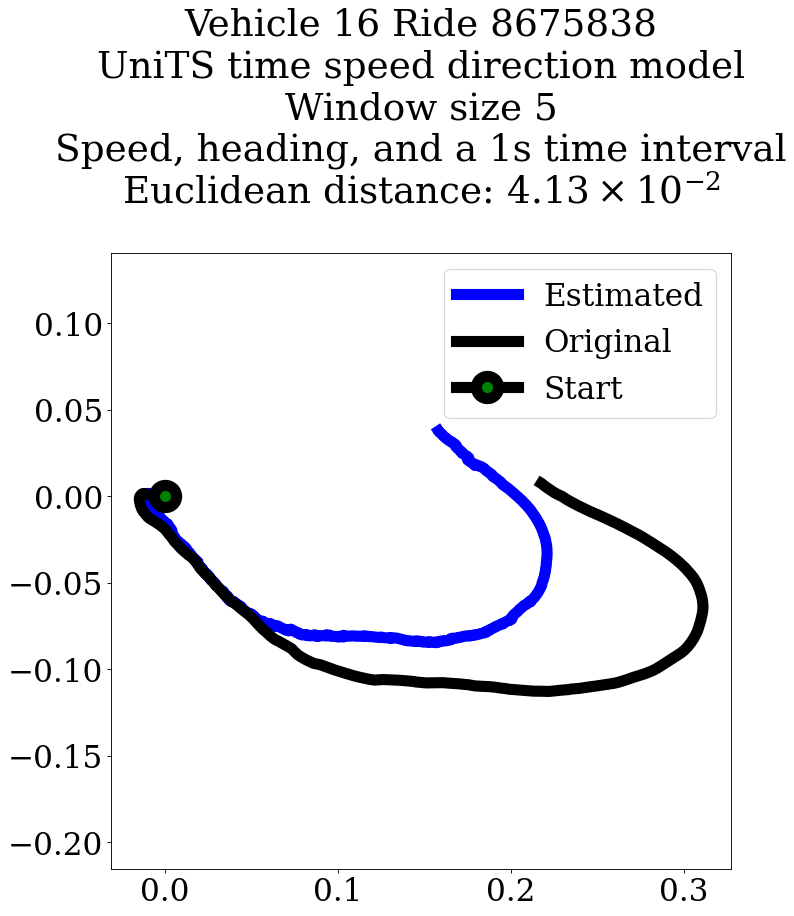 Vehicle 16 Ride 8675838
UniTS time speed direction model
Window size 5
Speed, heading, and a 1s time interval
Euclidean distance: 4.13 × 10⁻²
Estimated
Original
Start
0.10
0.05
0.00
−0.05
−0.10
−0.15
−0.20
0.0 0.1 0.2 0.3